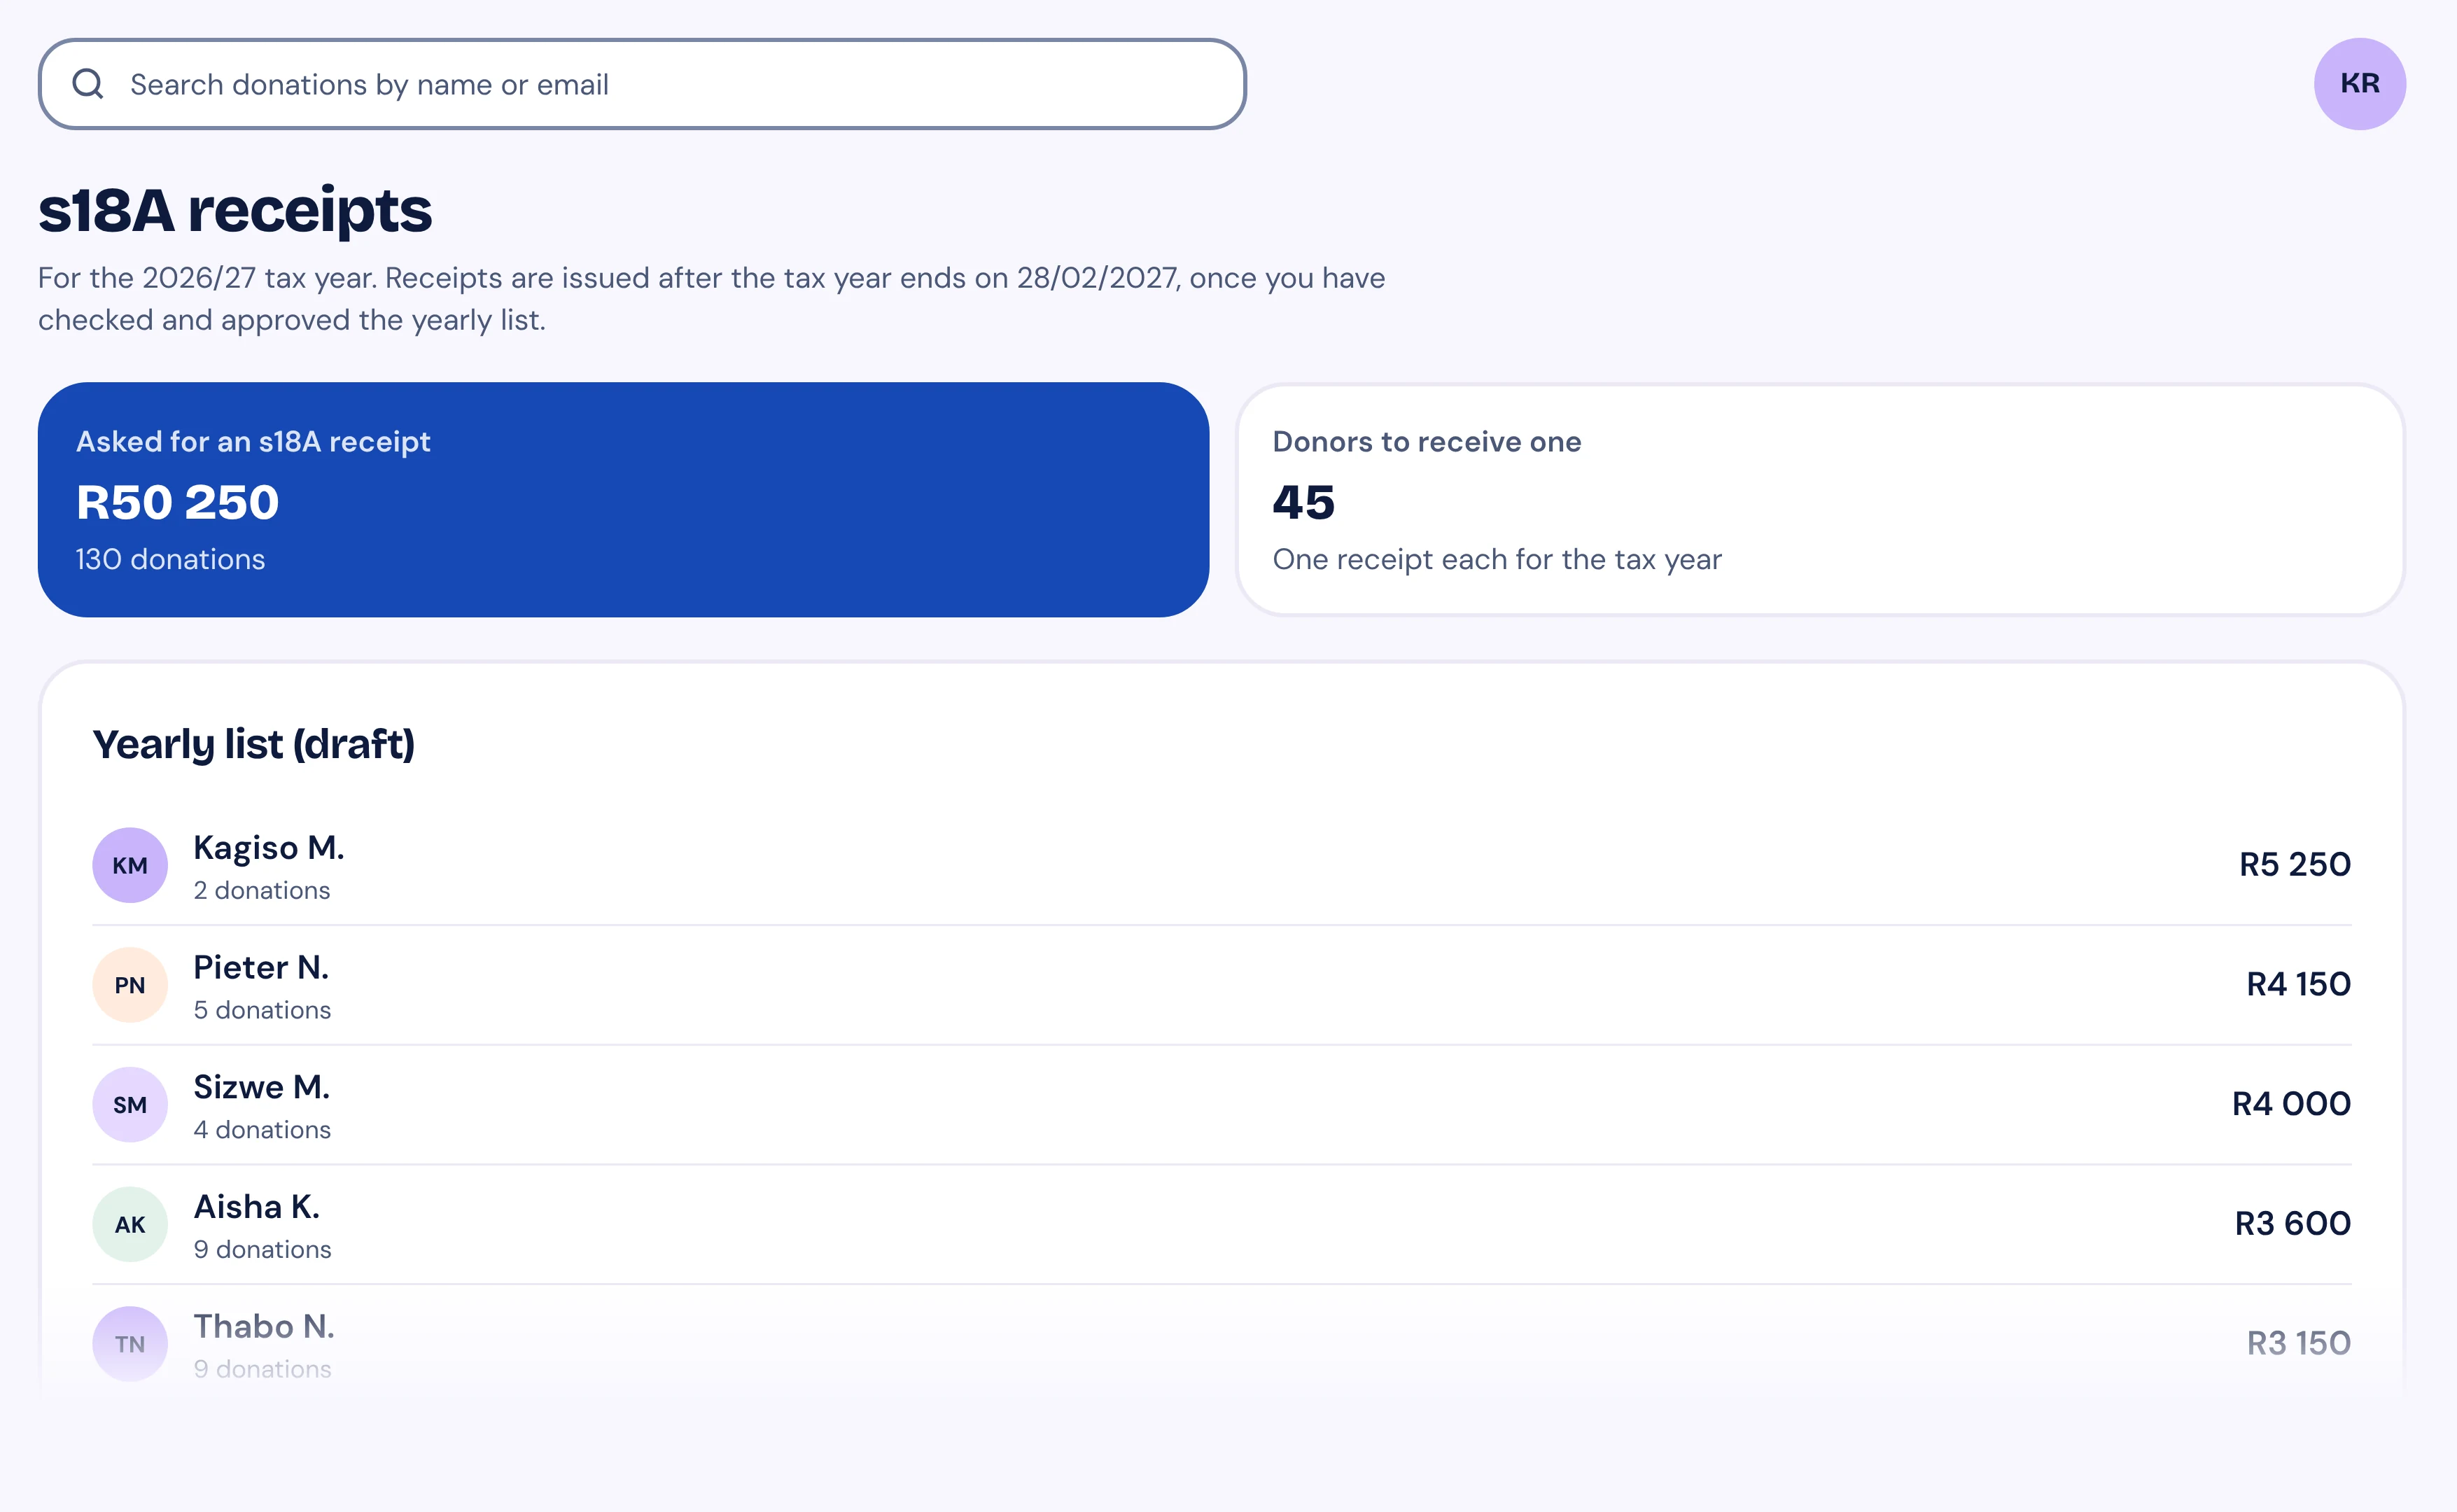 Search donations by name or email
KR
s18A receipts
For the 2026/27 tax year. Receipts are issued after the tax year ends on 28/02/2027, once you have
checked and approved the yearly list.
Asked for an s18A receipt
R50 250
130 donations
Donors to receive one
45
One receipt each for the tax year
Yearly list (draft)
KM
Kagiso M.
2 donations
R5 250
PN
Pieter N.
5 donations
R4 150
SM
Sizwe M.
4 donations
R4 000
AK
Aisha K.
9 donations
R3 600
TN
Thabo N.
9 donations
R3 150